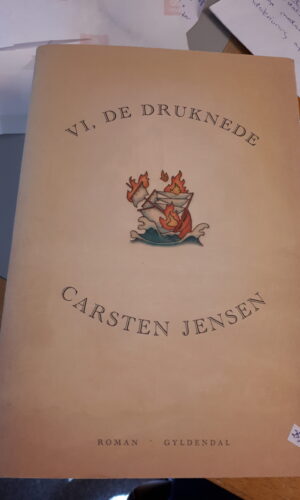 VI, DE DRUKNEDE
CARSTEN JENSEN
ROMAN · GYLDENDAL